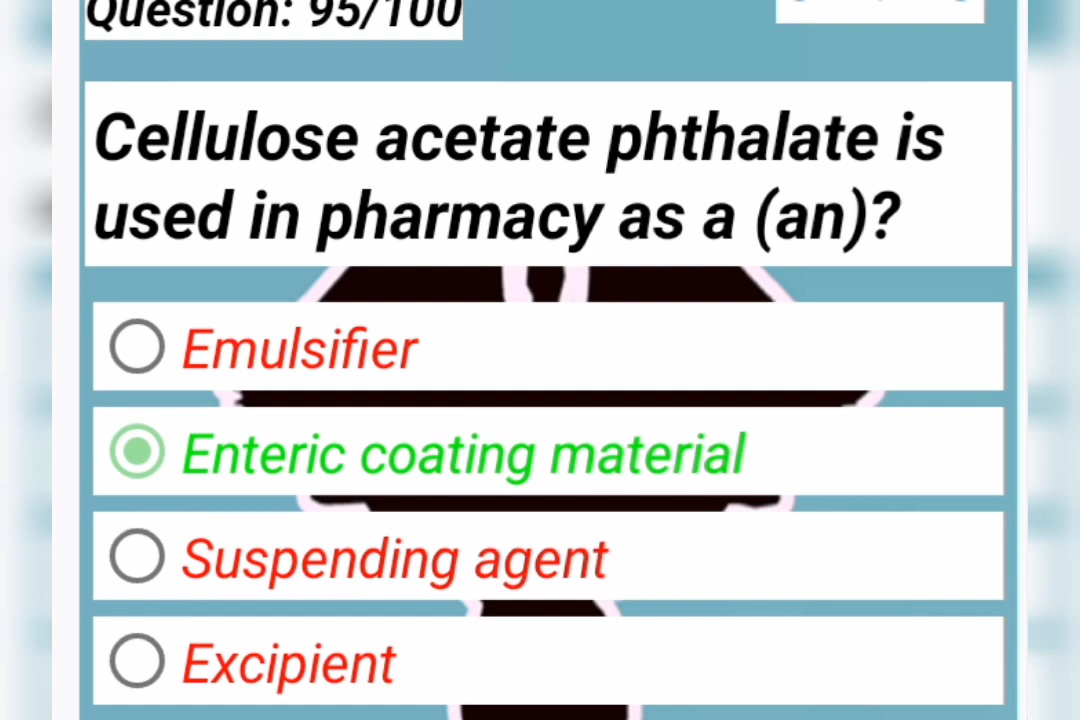 Question: 95/100
Cellulose acetate phthalate is
used in pharmacy as a (an)?
Emulsifier
Enteric coating material
Suspending agent
Excipient